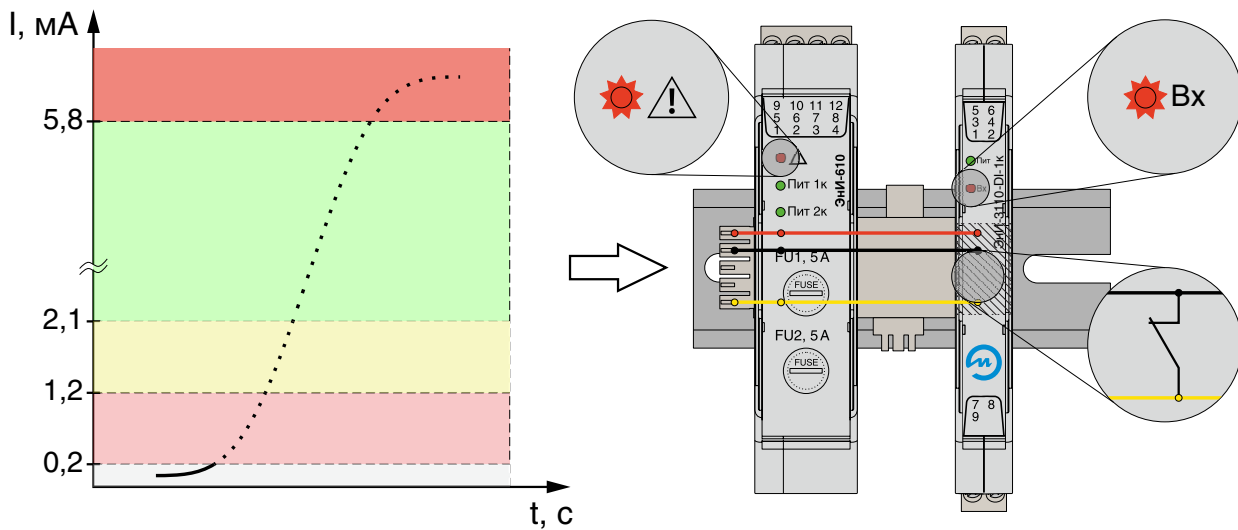 I, мА
5,8
2,1
1,2
0,2
t, с
9 10 11 12
5 6 7 8
1 2 3 4
Пит 1к
Пит 2к
ЭнИ-610
FU1, 5 А
FUSE
FU2, 5 А
FUSE
5 6
3 4
1 2
Пит
Вх
ЭнИ-3110-DI-1к
7 8
9
Вх